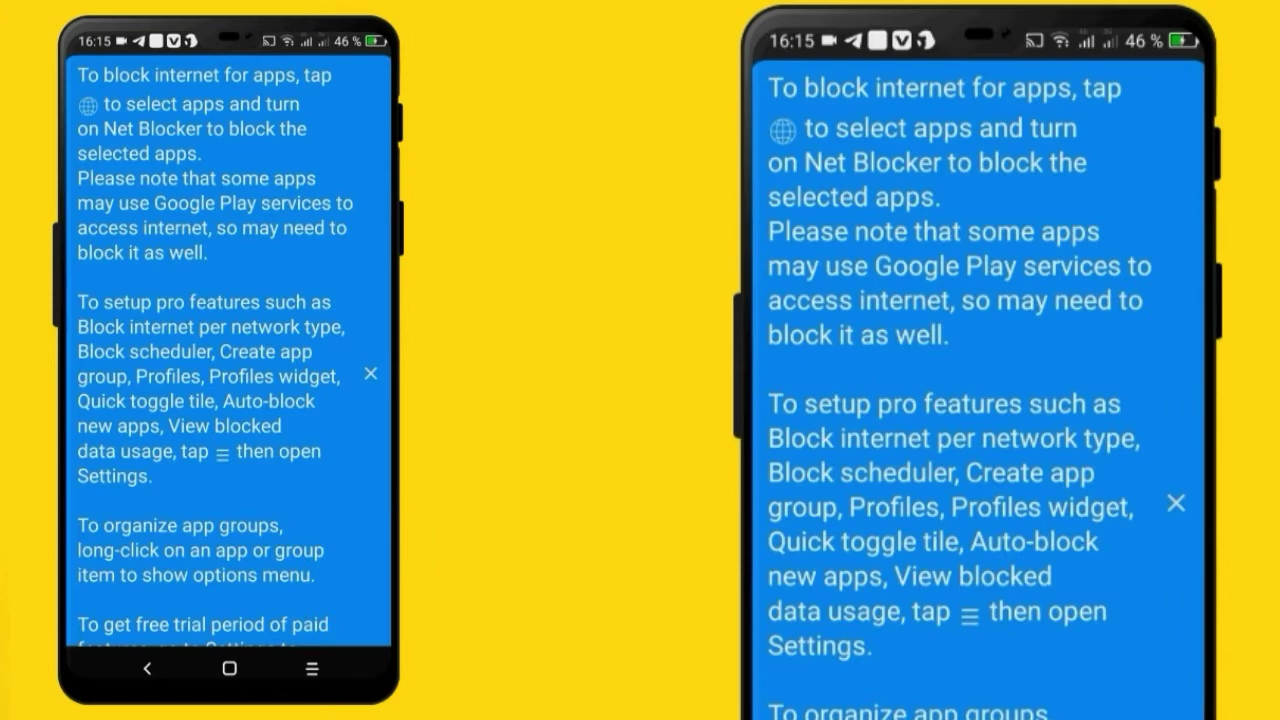 16:15
46 %
To block internet for apps, tap
to select apps and turn
on Net Blocker to block the
selected apps.
Please note that some apps
may use Google Play services to
access internet, so may need to
block it as well.
To setup pro features such as
Block internet per network type,
Block scheduler, Create app
group, Profiles, Profiles widget,
Quick toggle tile, Auto-block
new apps, View blocked
data usage, tap ☰ then open
Settings.
To organize app groups,
long-click on an app or group
item to show options menu.
To get free trial period of paid
16:15
46 %
To block internet for apps, tap
to select apps and turn
on Net Blocker to block the
selected apps.
Please note that some apps
may use Google Play services to
access internet, so may need to
block it as well.
To setup pro features such as
Block internet per network type,
Block scheduler, Create app
group, Profiles, Profiles widget,
Quick toggle tile, Auto-block
new apps, View blocked
data usage, tap ☰ then open
Settings.
To organize app groups